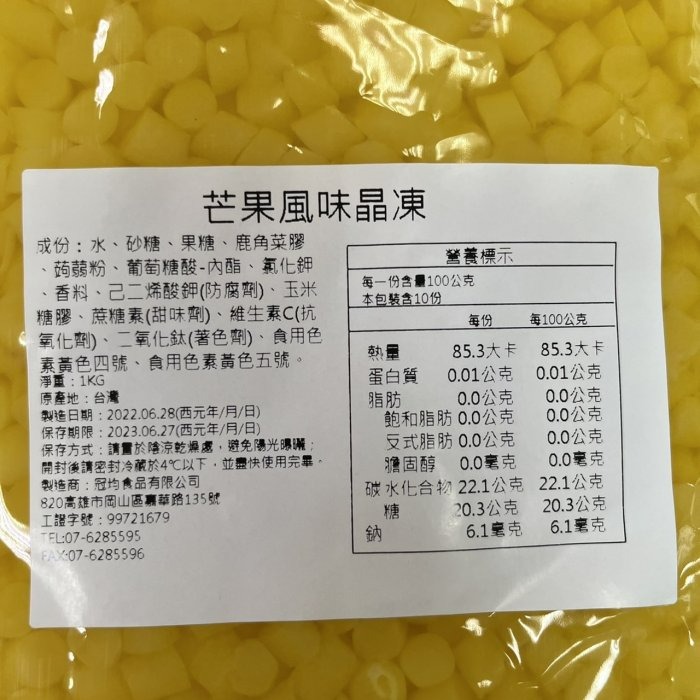 芒果風味晶凍
成份：水、砂糖、果糖、鹿角菜膠
、蒟蒻粉、葡萄糖酸-內酯、氯化鉀
、香料、己二烯酸鉀(防腐劑)、玉米
糖膠、蔗糖素(甜味劑)、維生素C(抗
氧化劑)、二氧化鈦(著色劑)、食用色
素黃色四號、食用色素黃色五號。
淨重：1KG
原產地：台灣
製造日期：2022.06.28(西元年/月/日)
保存期限：2023.06.27(西元年/月/日)
保存方式：請置於陰涼乾燥處，避免陽光曝曬；
開封後請密封冷藏於4℃以下，並盡快使用完畢。
製造商：冠均食品有限公司
820高雄市岡山區嘉華路135號
工證字號：99721679
TEL:07-6285595
FAX:07-6285596
營養標示
每一份含量100公克
本包裝含10份
每份 每100公克
熱量 85.3大卡 85.3大卡
蛋白質 0.01公克 0.01公克
脂肪 0.0公克 0.0公克
飽和脂肪 0.0公克 0.0公克
反式脂肪 0.0公克 0.0公克
膽固醇 0.0毫克 0.0毫克
碳水化合物 22.1公克 22.1公克
糖 20.3公克 20.3公克
鈉 6.1毫克 6.1毫克